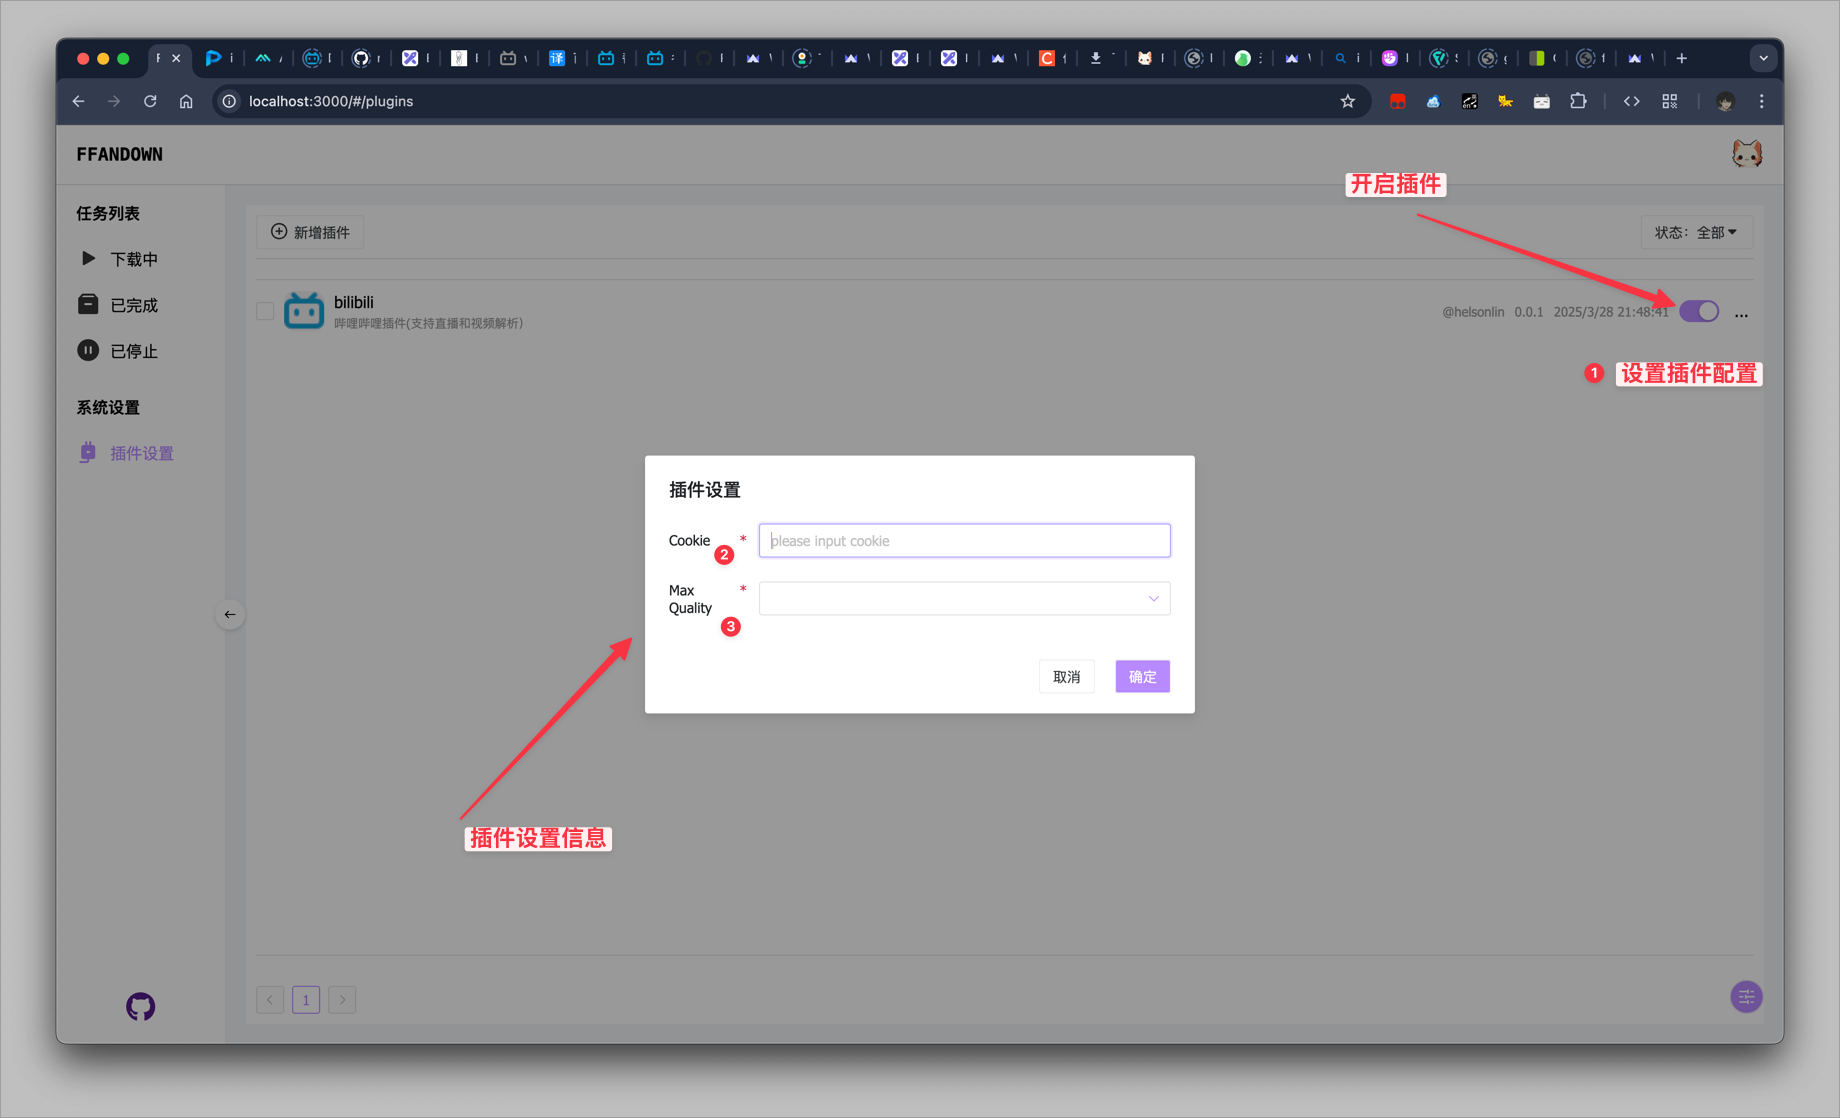 localhost:3000/#/plugins
FFANDOWN
开启插件
任务列表
新增插件
状态：全部
下载中
bilibili
哔哩哔哩插件(支持直播和视频解析)
@helsonlin 0.0.1 2025/3/28 21:48:41
...
已完成
已停止
1 设置插件配置
系统设置
插件设置
插件设置
Cookie *
please input cookie
2
Max Quality *
3
取消
确定
插件设置信息
1